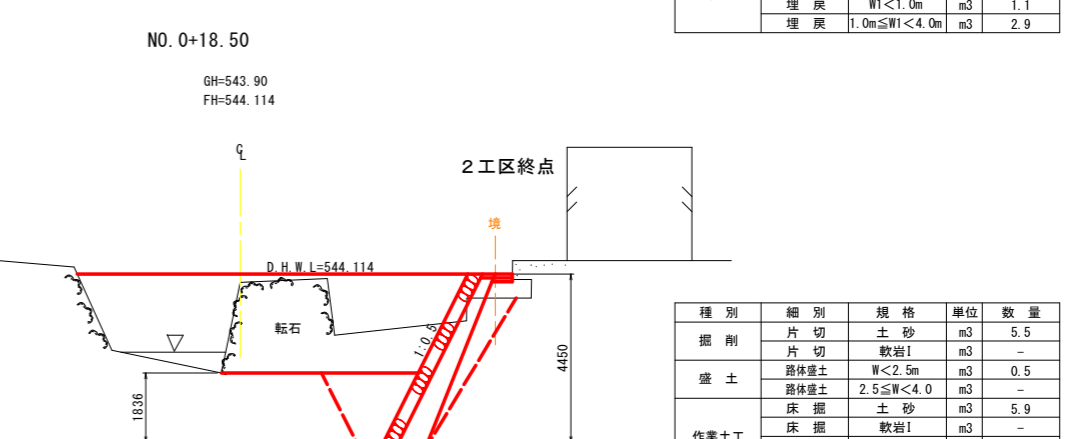 埋 戻 W1<1.0m m3 1.1
埋 戻 1.0m≦W1<4.0m m3 2.9
NO.0+18.50
GH=543.90
FH=544.114
CL
2工区終点
境
D.H.W.L=544.114
転石
1:0.5
4450
1836
種 別 細 別 規 格 単位 数 量
掘 削 片 切 土 砂 m3 5.5
片 切 軟岩I m3 -
盛 土 路体盛土 W<2.5m m3 0.5
路体盛土 2.5≦W<4.0 m3 -
作業土工 床 掘 土 砂 m3 5.9
床 掘 軟岩I m3 -